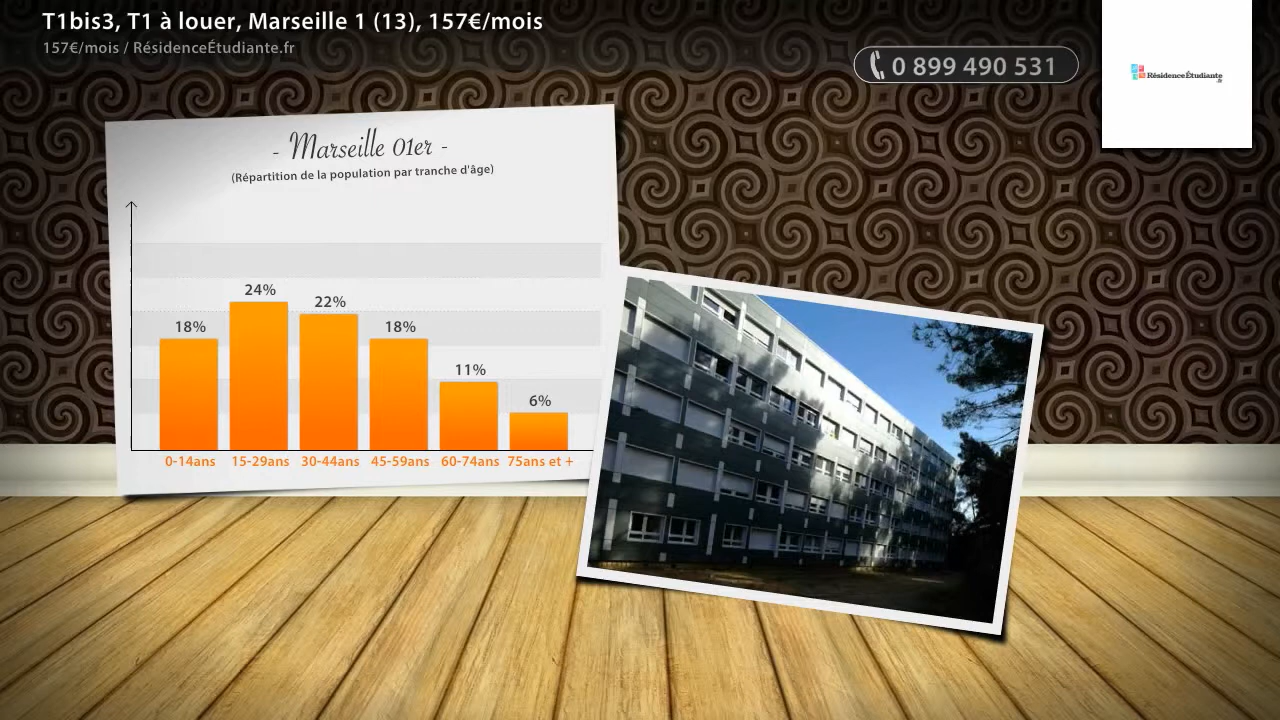 T1bis3, T1 à louer, Marseille 1 (13), 157€/mois
157€/mois / RésidenceÉtudiante.fr
0 899 490 531
RésidenceÉtudiante
.fr
- Marseille 01er -
(Répartition de la population par tranche d'âge)
18%
24%
22%
18%
11%
6%
0-14ans 15-29ans 30-44ans 45-59ans 60-74ans 75ans et +